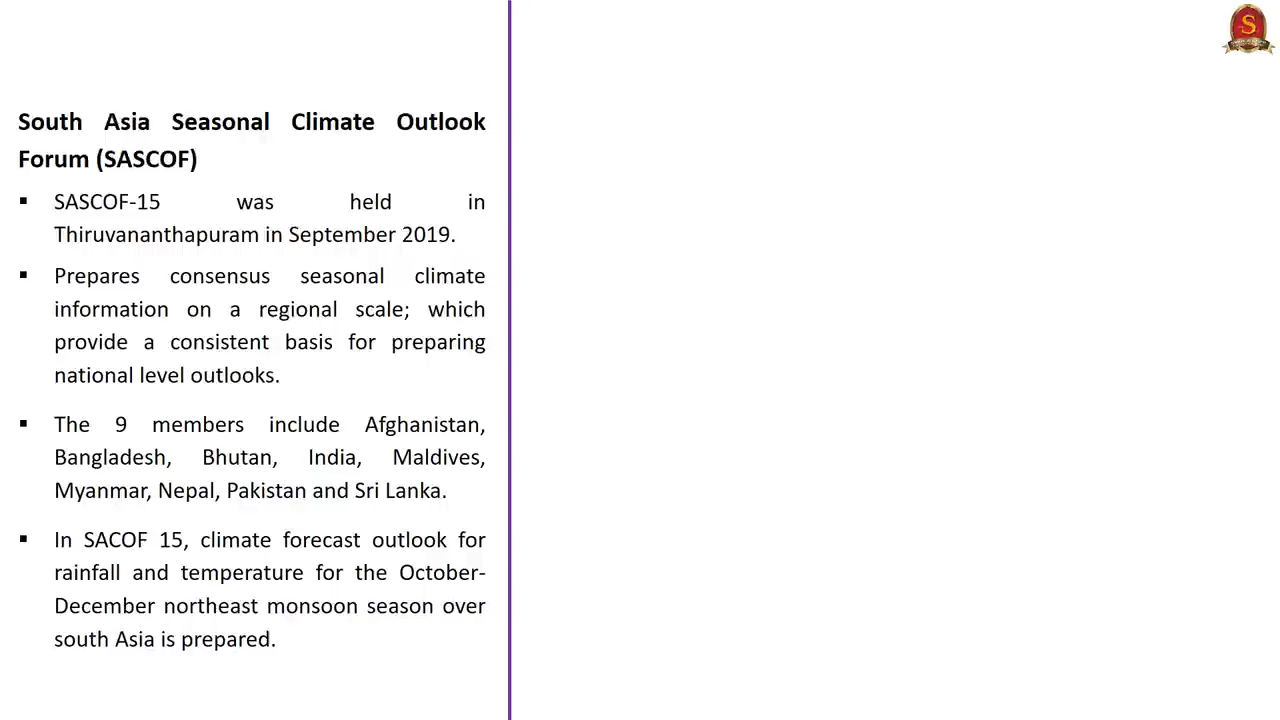 South Asia Seasonal Climate Outlook
Forum (SASCOF)
▪ SASCOF-15 was held in
Thiruvananthapuram in September 2019.
▪ Prepares consensus seasonal climate
information on a regional scale; which
provide a consistent basis for preparing
national level outlooks.
▪ The 9 members include Afghanistan,
Bangladesh, Bhutan, India, Maldives,
Myanmar, Nepal, Pakistan and Sri Lanka.
▪ In SACOF 15, climate forecast outlook for
rainfall and temperature for the October-
December northeast monsoon season over
south Asia is prepared.
S